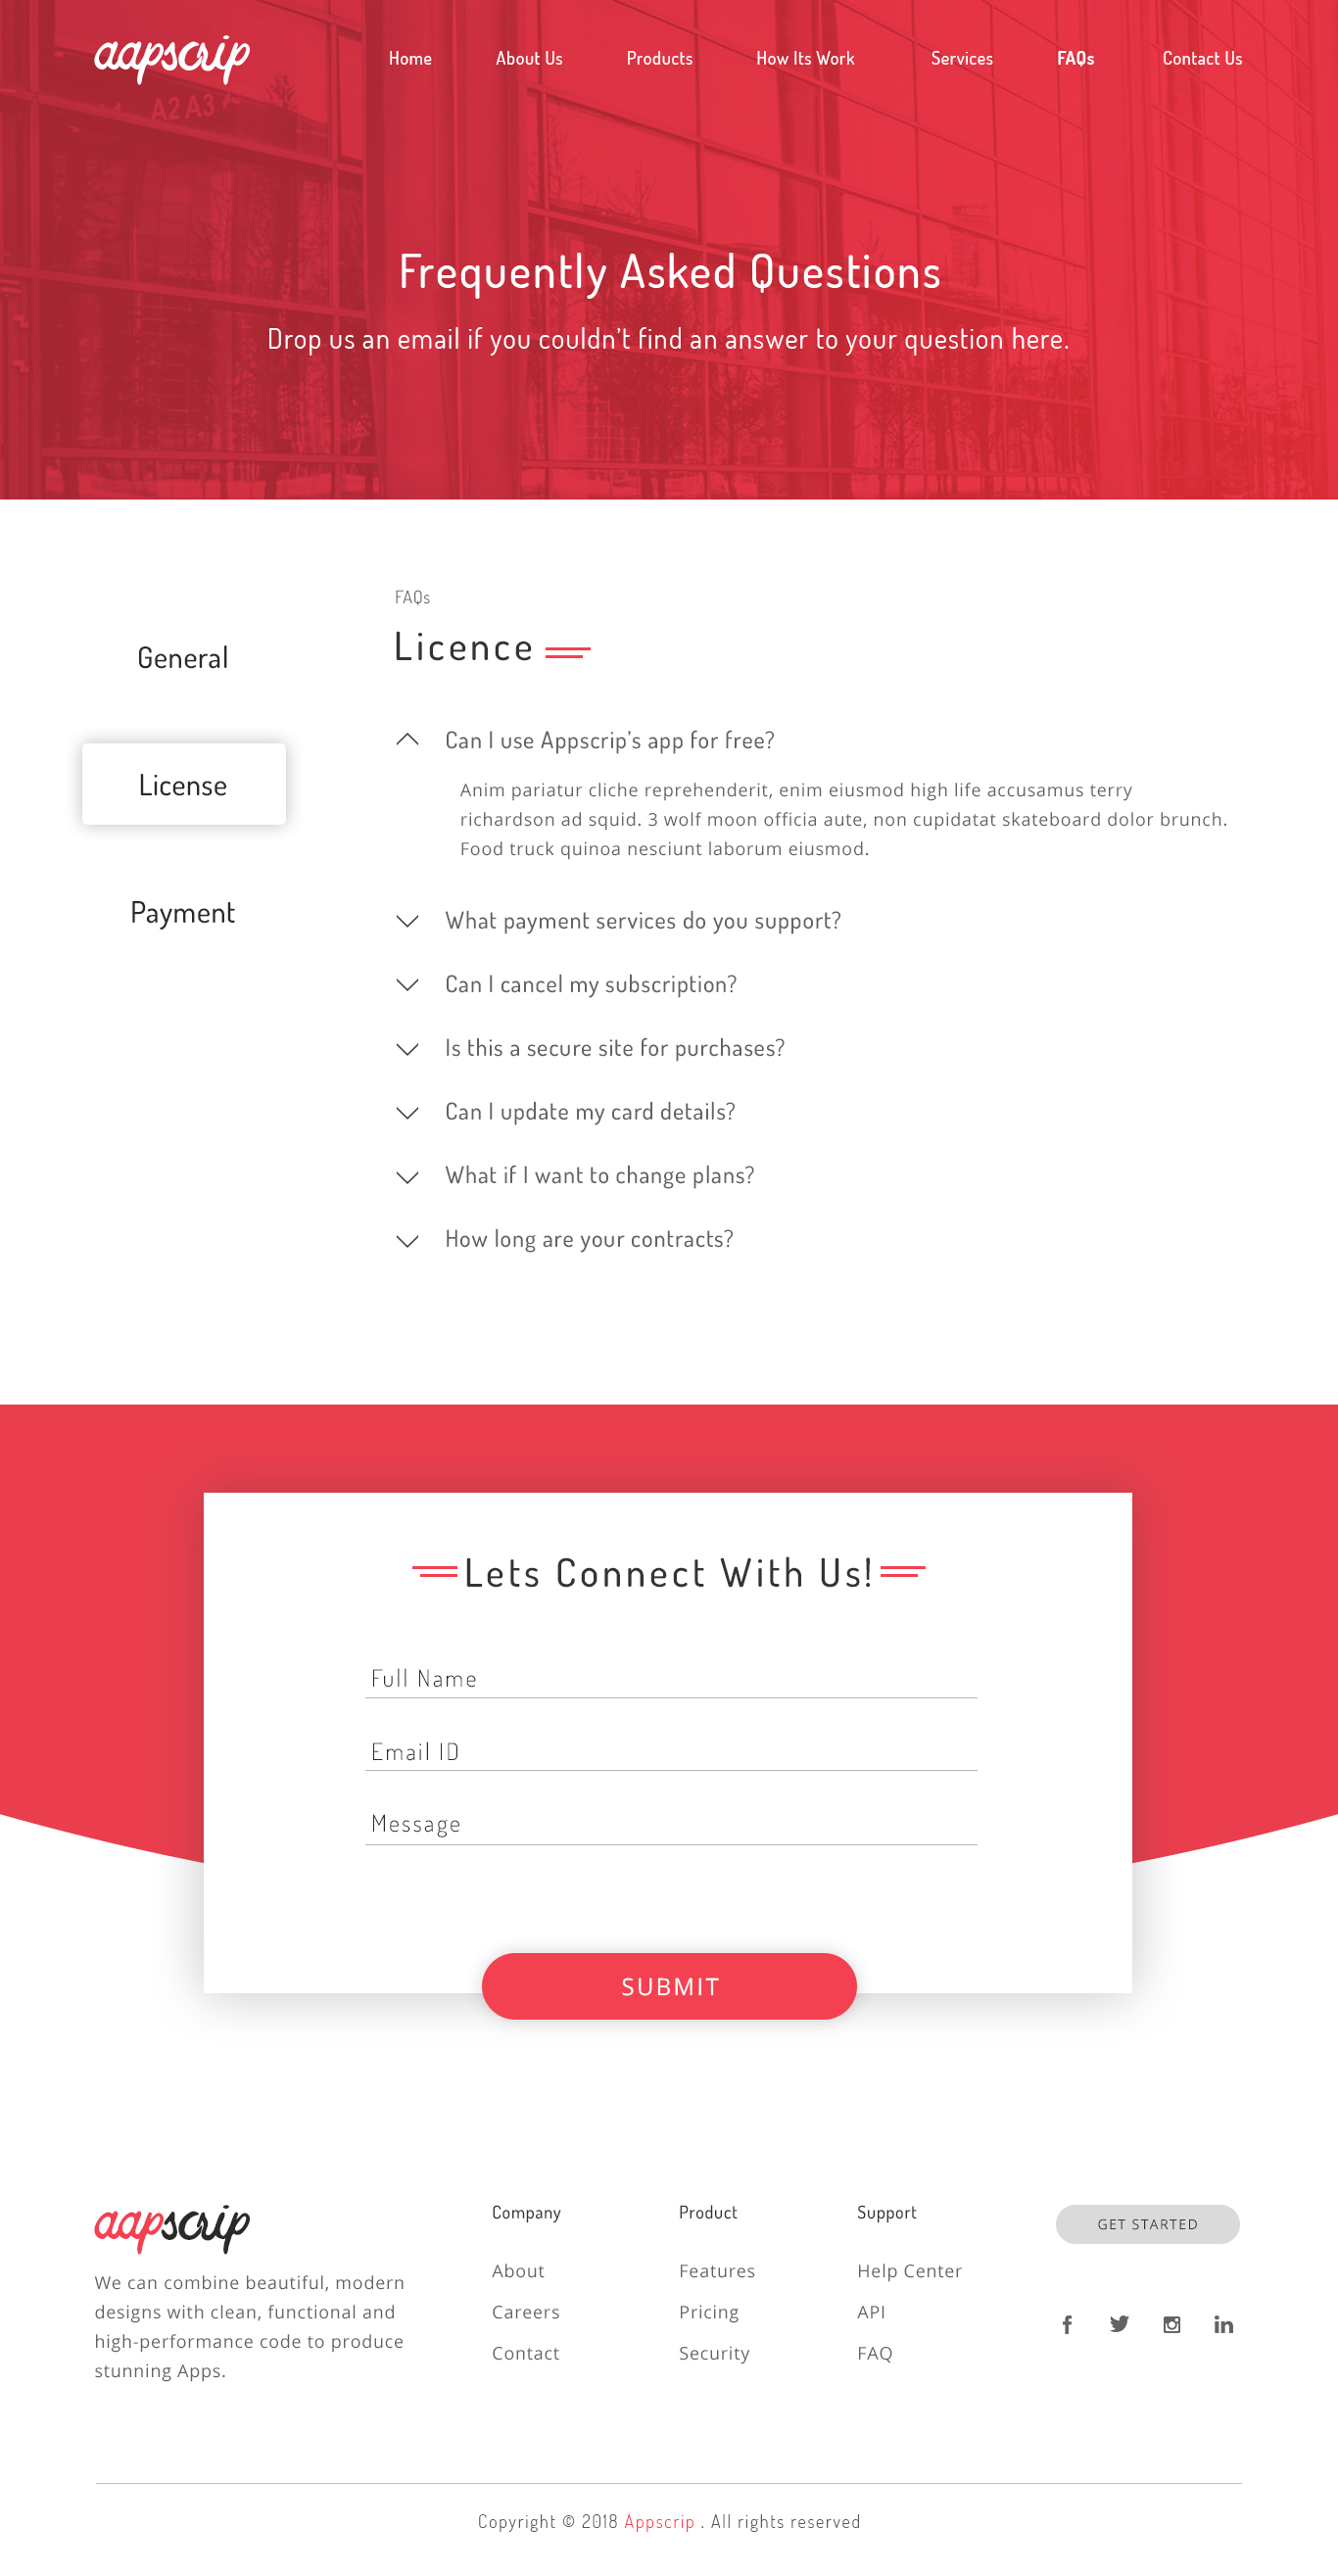 aapscrip
Home About Us Products How Its Work Services FAQs Contact Us
A2 A3
Frequently Asked Questions
Drop us an email if you couldn’t find an answer to your question here.
General
License
Payment
FAQs
Licence
Can I use Appscrip’s app for free?
Anim pariatur cliche reprehenderit, enim eiusmod high life accusamus terry
richardson ad squid. 3 wolf moon officia aute, non cupidatat skateboard dolor brunch.
Food truck quinoa nesciunt laborum eiusmod.
What payment services do you support?
Can I cancel my subscription?
Is this a secure site for purchases?
Can I update my card details?
What if I want to change plans?
How long are your contracts?
Lets Connect With Us!
Full Name
Email ID
Message
SUBMIT
aapscrip
We can combine beautiful, modern
designs with clean, functional and
high-performance code to produce
stunning Apps.
Company
About
Careers
Contact
Product
Features
Pricing
Security
Support
Help Center
API
FAQ
GET STARTED
Copyright © 2018 Appscrip . All rights reserved